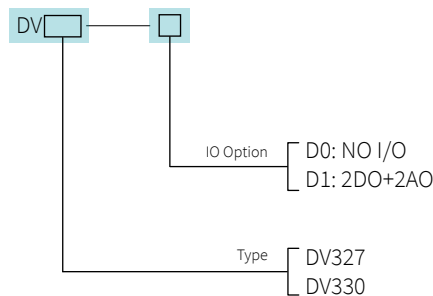 DV
IO Option
D0: NO I/O
D1: 2DO+2AO
Type
DV327
DV330